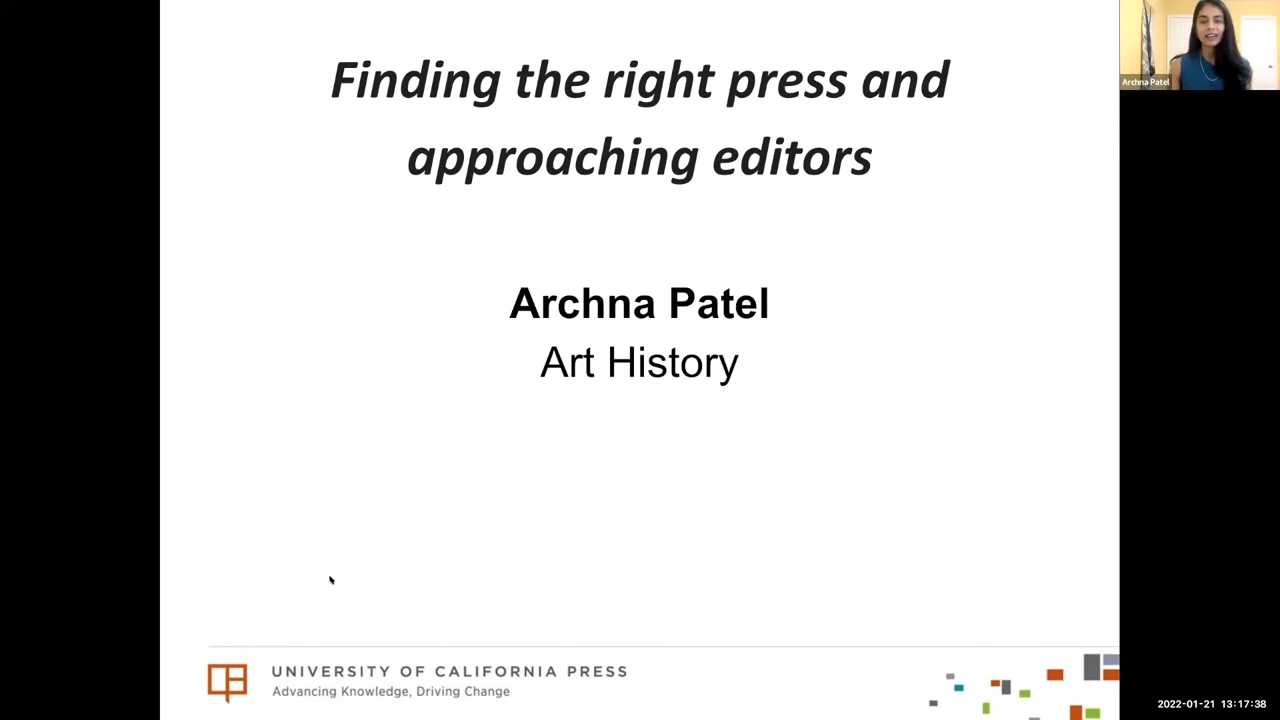 Finding the right press and
approaching editors
Archna Patel
Archna Patel
Art History
UNIVERSITY OF CALIFORNIA PRESS
Advancing Knowledge, Driving Change
2022-01-21 13:17:38